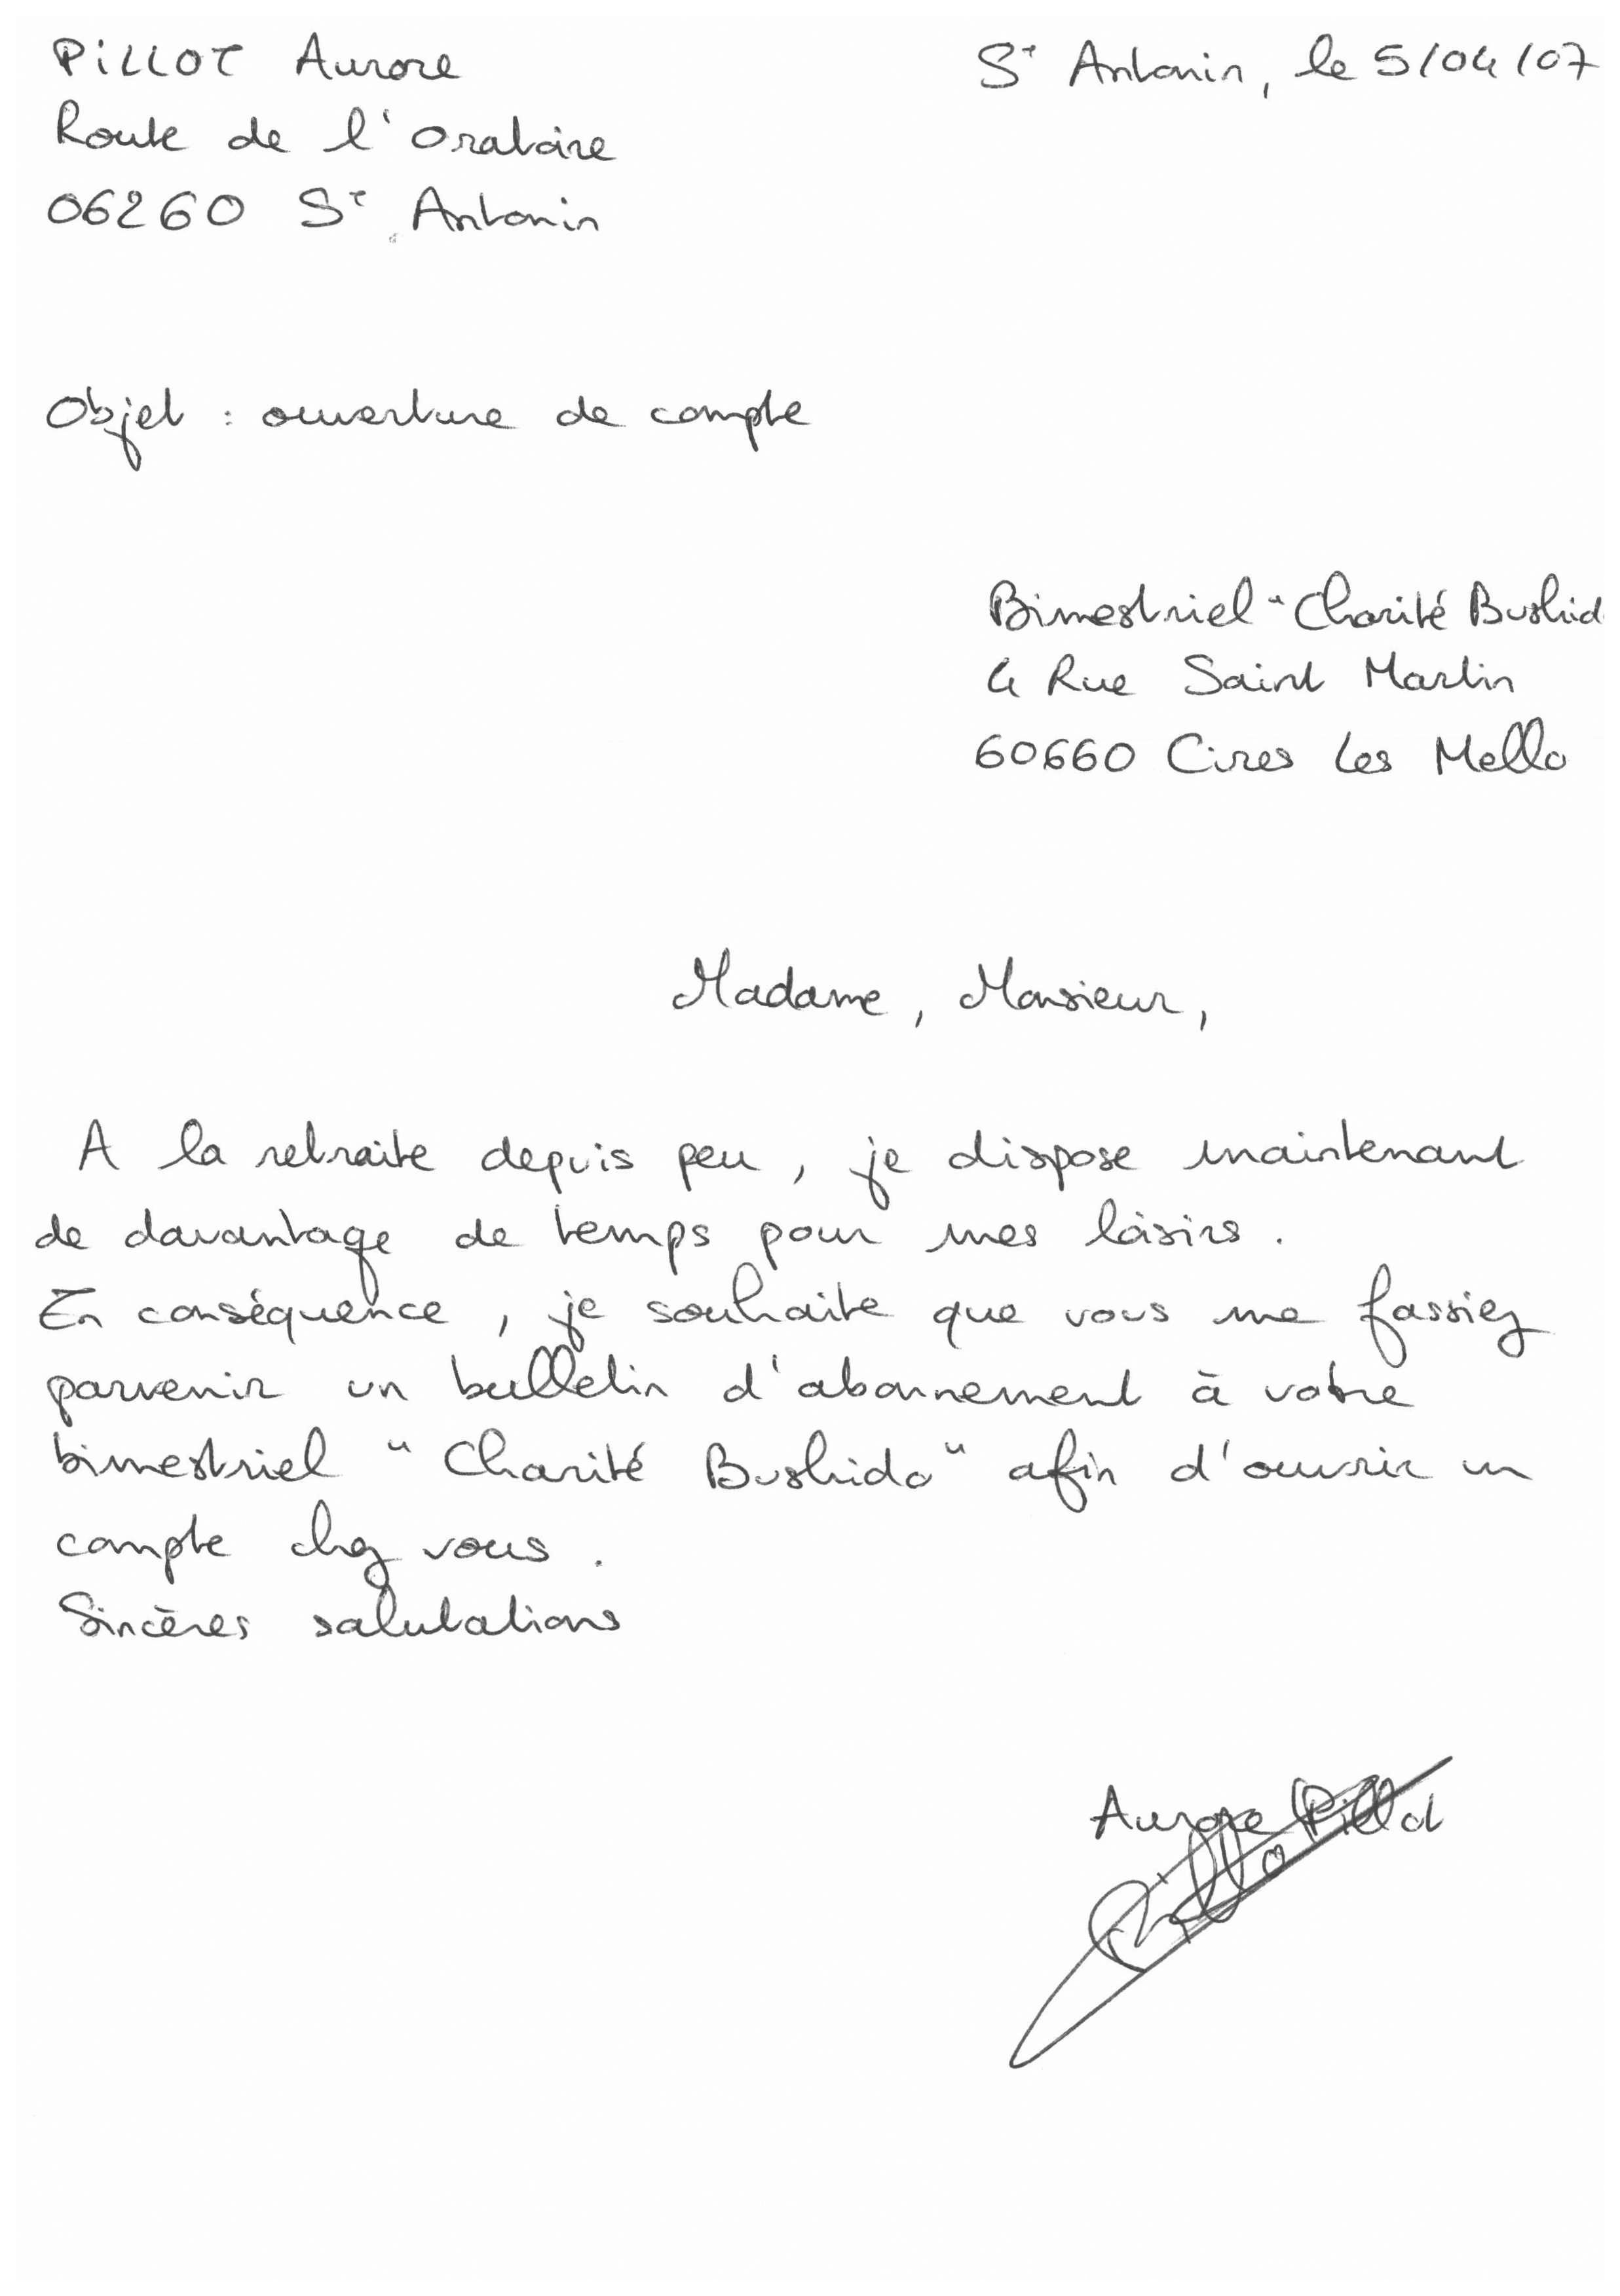 PILLOT Aurore
St Antonin, le 5/04/07
Route de l'Oratoire
06260 St Antonin
Objet : ouverture de compte
Bimestriel "Charité Bushid
4 Rue Saint Martin
60660 Cires Les Mello
Madame, Monsieur,
A la retraite depuis peu, je dispose maintenant
de davantage de temps pour mes loisirs.
En conséquence, je souhaite que vous me fassiez
parvenir un bulletin d'abonnement à votre
bimestriel "Charité Bushido" afin d'ouvrir un
compte chez vous.
Sincères salutations
Aurore Pillot
Pillo